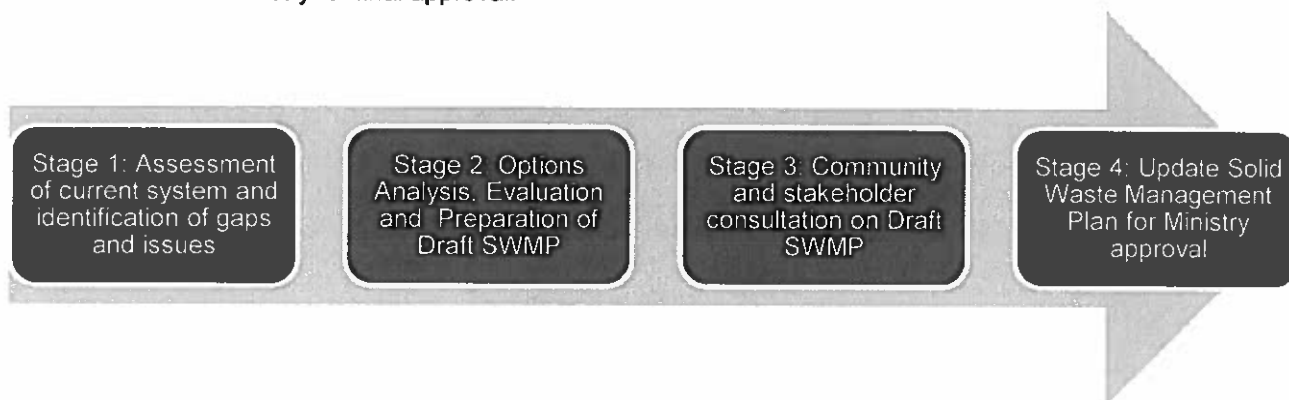 final approval.
Stage 1: Assessment
of current system and
identification of gaps
and issues
Stage 2  Options
Analysis, Evaluation
and Preparation of
Draft SWMP
Stage 3: Community
and stakeholder
consultation on Draft
SWMP
Stage 4: Update Solid
Waste Management
Plan for Ministry
approval